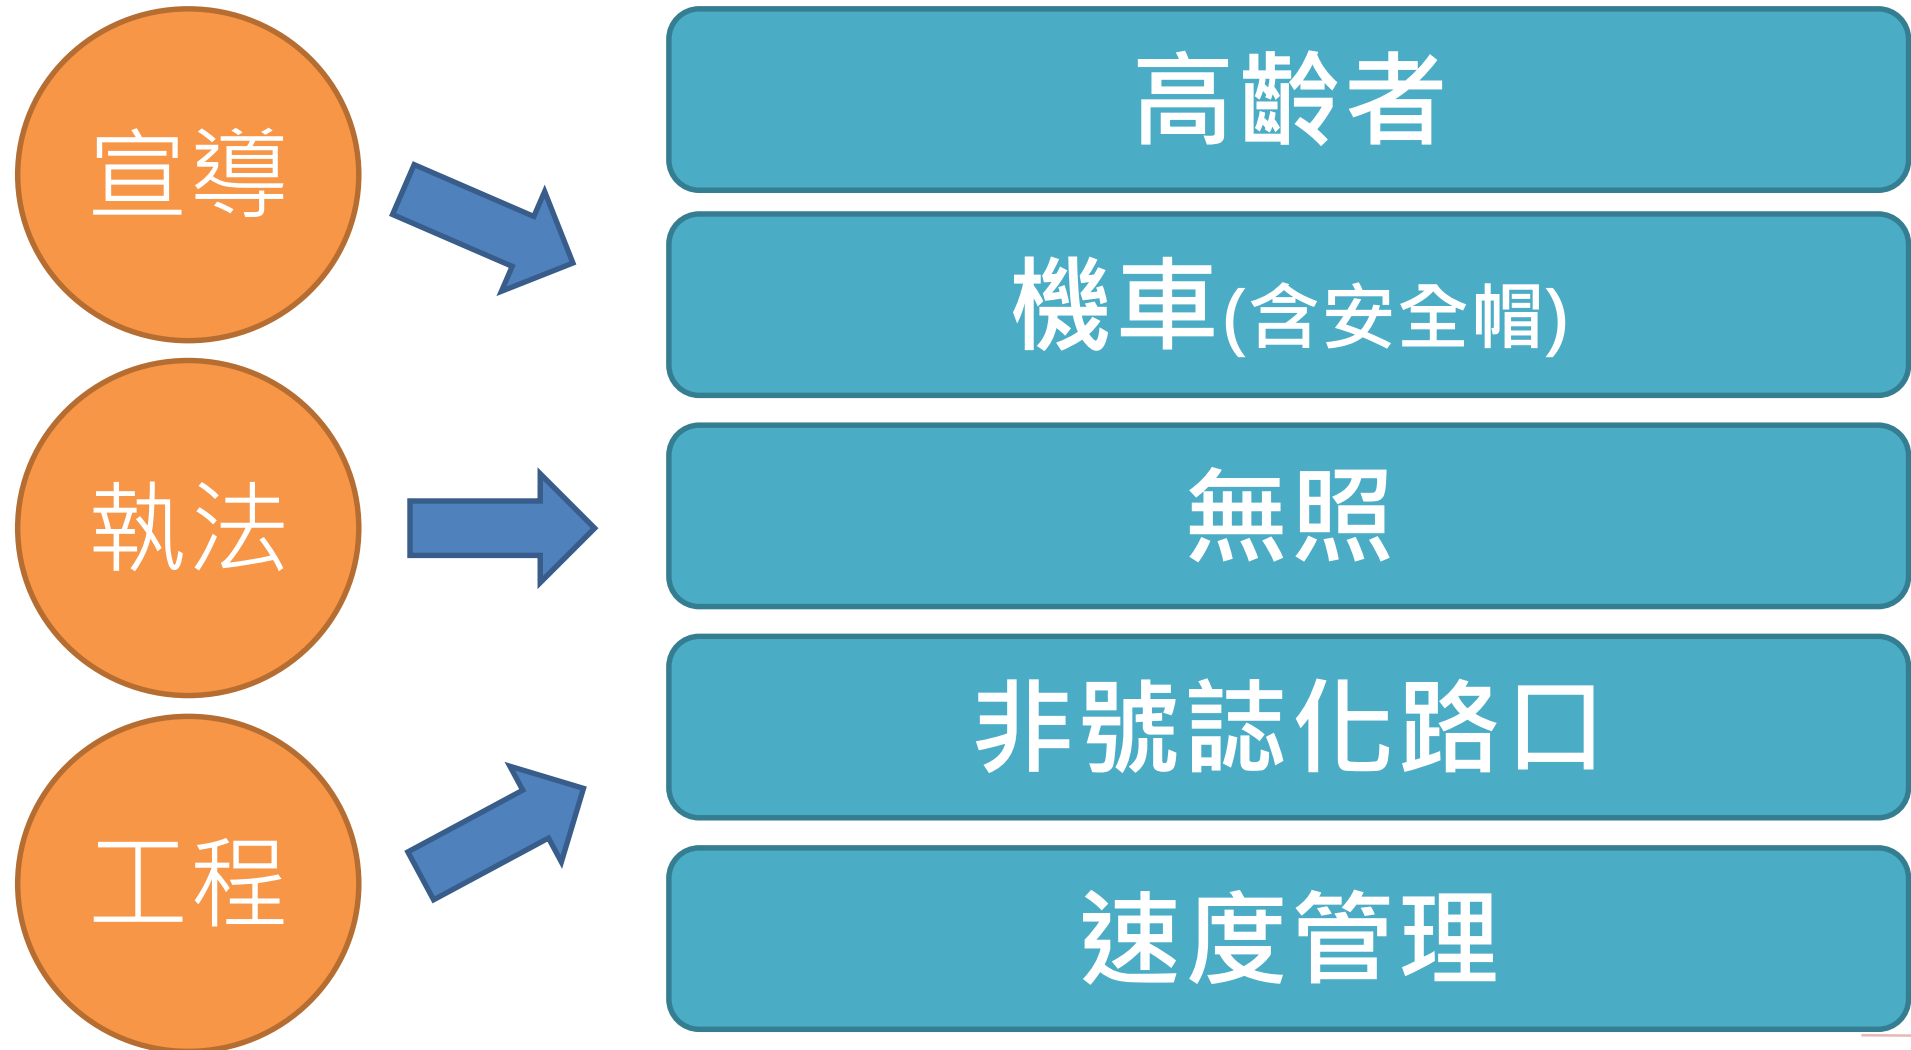 宣導
執法
工程
高齡者
機車(含安全帽)
無照
非號誌化路口
速度管理